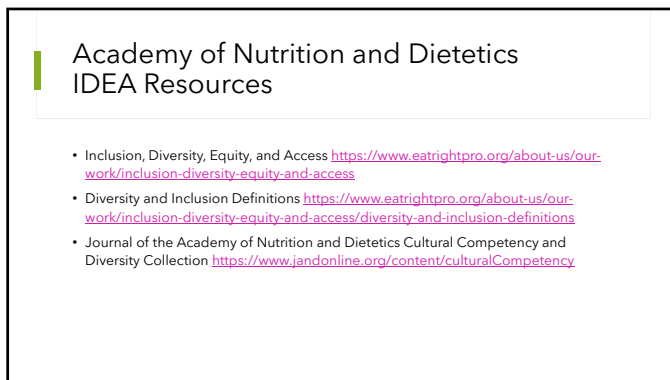 Academy of Nutrition and Dietetics
IDEA Resources
• Inclusion, Diversity, Equity, and Access https://www.eatrightpro.org/about-us/our-
work/inclusion-diversity-equity-and-access
• Diversity and Inclusion Definitions https://www.eatrightpro.org/about-us/our-
work/inclusion-diversity-equity-and-access/diversity-and-inclusion-definitions
• Journal of the Academy of Nutrition and Dietetics Cultural Competency and
Diversity Collection https://www.jandonline.org/content/culturalCompetency